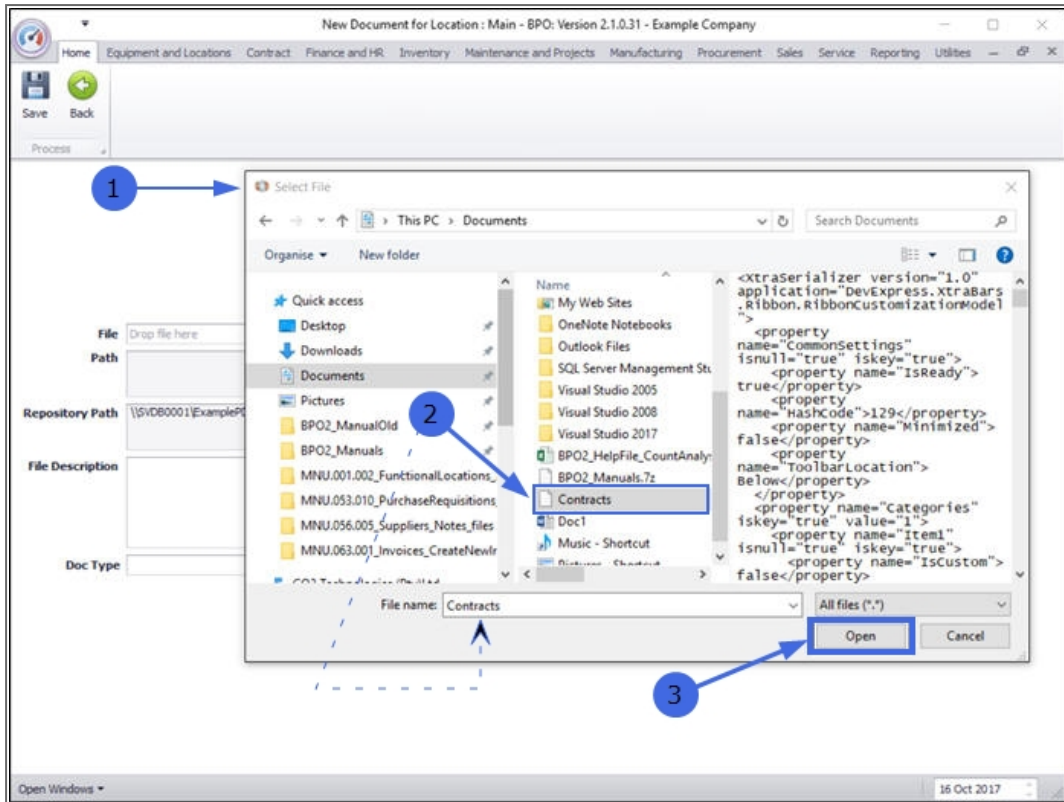 New Document for Location : Main - BPO: Version 2.1.0.31 - Example Company
Home Equipment and Locations Contract Finance and HR Inventory Maintenance and Projects Manufacturing Procurement Sales Service Reporting Utilities
Save Back
Process
1
Select File
This PC > Documents
Search Documents
Organise New folder
Quick access
Desktop
Downloads
Documents
Pictures
BPO2_ManualOld
BPO2_Manuals
MNU.001.002_FunctionalLocations_
MNU.053.010_PurchaseRequisitions_
MNU.056.005_Suppliers_Notes_files
MNU.063.001_Invoices_CreateNewIr
Name
My Web Sites
OneNote Notebooks
Outlook Files
SQL Server Management Stu
Visual Studio 2005
Visual Studio 2008
Visual Studio 2017
BPO2_HelpFile_CountAnaly
BPO2_Manuals.7z
Contracts
Doc1
Music - Shortcut
<XtraSerializer version="1.0"
application="DevExpress.XtraBars
.Ribbon.RibbonCustomizationModel
">
<property
name="CommonSettings"
isnull="true" iskey="true">
<property name="IsReady">
true</property>
<property
name="HashCode">129</property>
<property name="Minimized">
false</property>
<property
name="ToolbarLocation">
Below</property>
</property>
<property name="Categories"
iskey="true" value="1">
<property name="Item1"
isnull="true" iskey="true">
<property name="IsCustom">
false</property>
File Drop file here
Path
Repository Path \\SVDB0001\ExamplePD
File Description
Doc Type
2
File name: Contracts
All files (*.*)
Open Cancel
3
Open Windows
16 Oct 2017